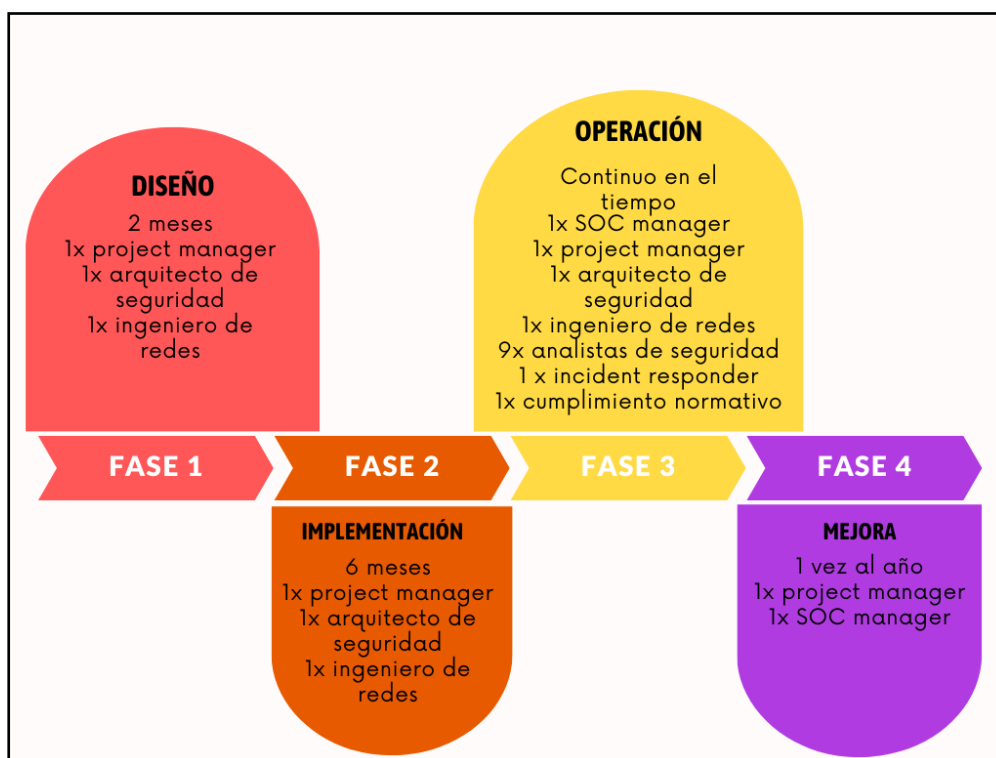 DISEÑO
2 meses
1x project manager
1x arquitecto de
seguridad
1x ingeniero de
redes
OPERACIÓN
Continuo en el
tiempo
1x SOC manager
1x project manager
1x arquitecto de
seguridad
1x ingeniero de redes
9x analistas de seguridad
1 x incident responder
1x cumplimiento normativo
FASE 1
FASE 2
FASE 3
FASE 4
IMPLEMENTACIÓN
6 meses
1x project manager
1x arquitecto de
seguridad
1x ingeniero de
redes
MEJORA
1 vez al año
1x project manager
1x SOC manager